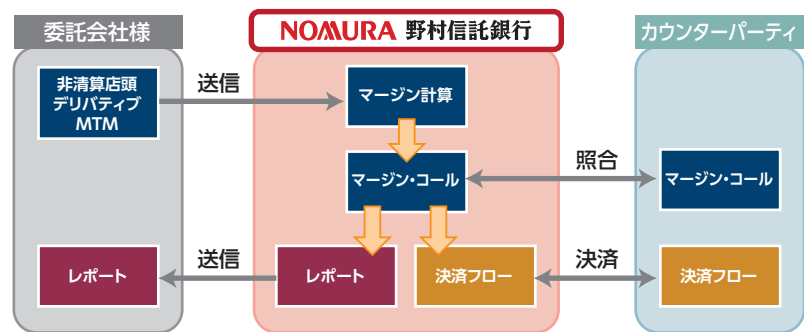 委託会社様
NOMURA 野村信託銀行
カウンターパーティ
非清算店頭
デリバティブ
MTM
送信
マージン計算
マージン・コール
照合
マージン・コール
レポート
送信
レポート
決済フロー
決済
決済フロー